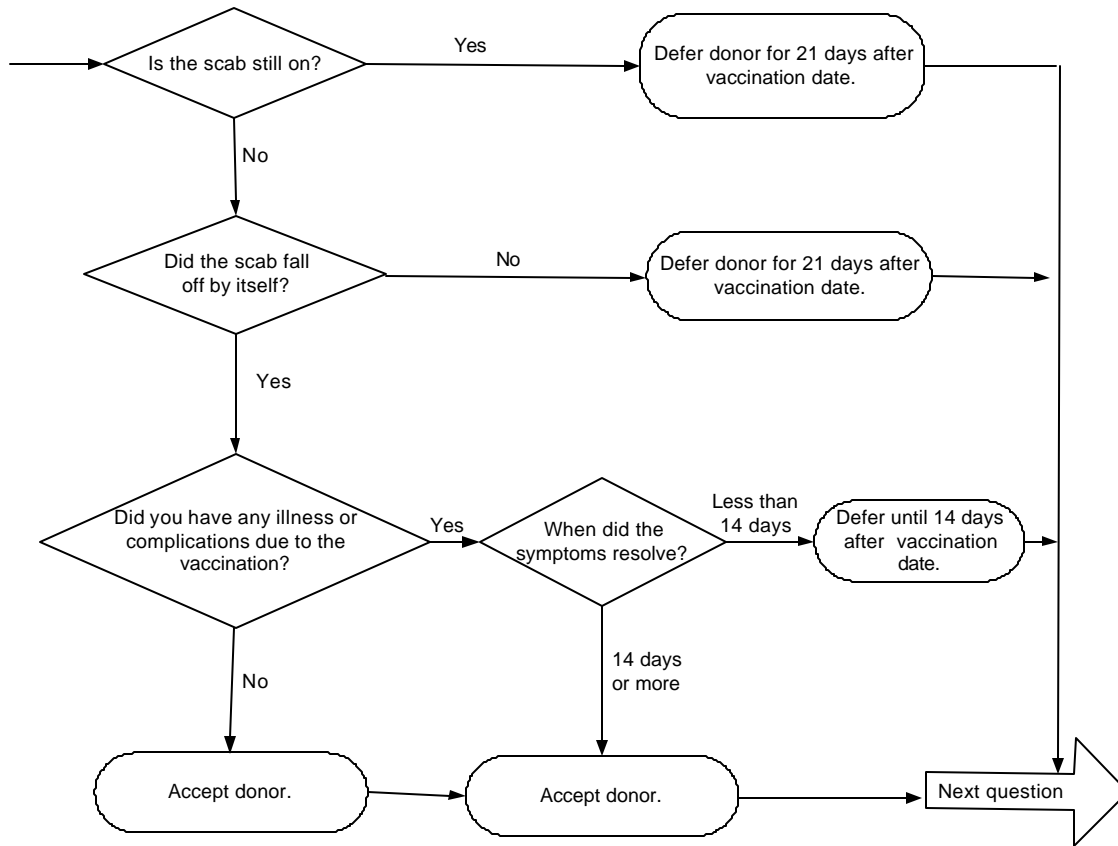 Is the scab still on?
Yes
Defer donor for 21 days after
vaccination date.
No
Did the scab fall
off by itself?
No
Defer donor for 21 days after
vaccination date.
Yes
Did you have any illness or
complications due to the
vaccination?
Yes
When did the
symptoms resolve?
Less than
14 days
Defer until 14 days
after vaccination
date.
No
14 days
or more
Accept donor.
Accept donor.
Next question